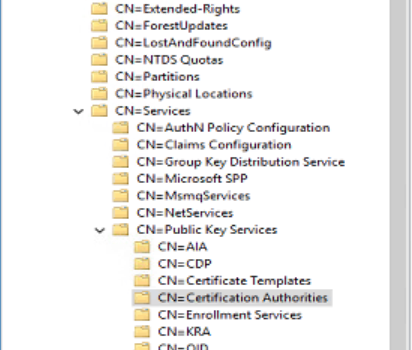 CN=Extended-Rights
CN=ForestUpdates
CN=LostAndFoundConfig
CN=NTDS Quotas
CN=Partitions
CN=Physical Locations
CN=Services
CN=AuthN Policy Configuration
CN=Claims Configuration
CN=Group Key Distribution Service
CN=Microsoft SPP
CN=MsmqServices
CN=NetServices
CN=Public Key Services
CN=AIA
CN=CDP
CN=Certificate Templates
CN=Certification Authorities
CN=Enrollment Services
CN=KRA
CN=OID